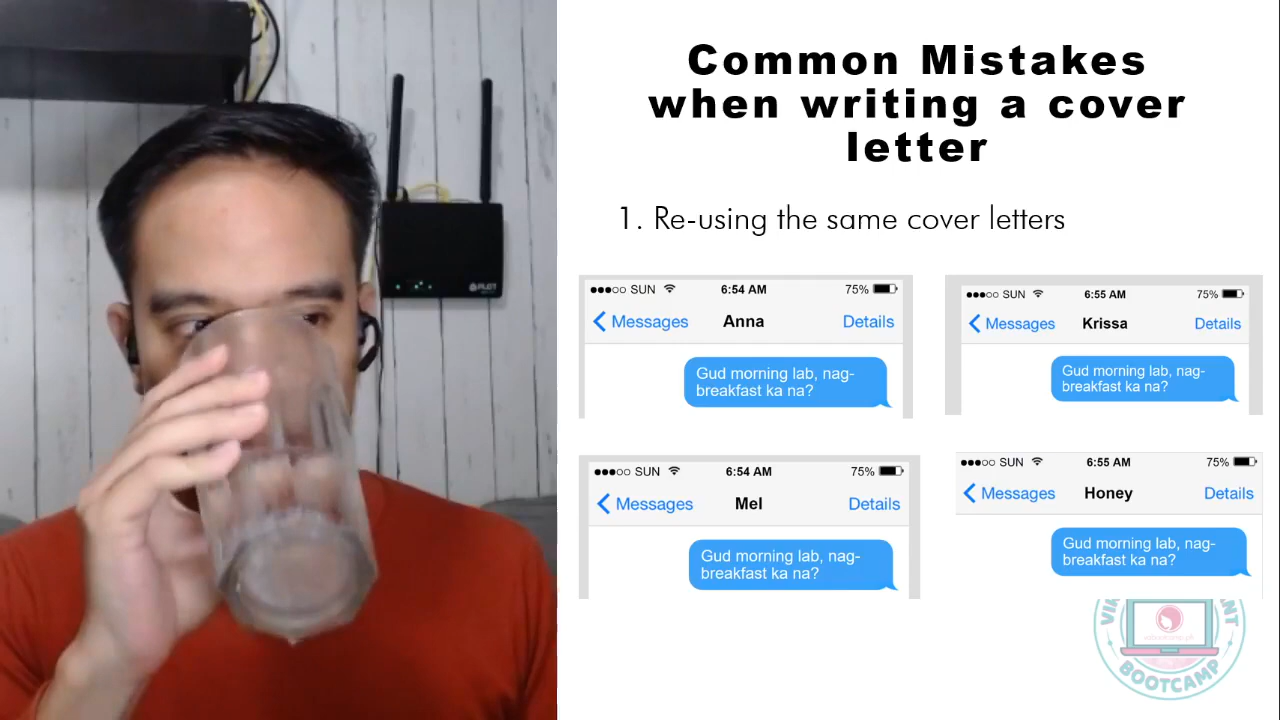 Common Mistakes
when writing a cover
letter
1. Re-using the same cover letters
SUN 6:54 AM 75%
Messages Anna Details
Gud morning lab, nag-
breakfast ka na?
SUN 6:55 AM 75%
Messages Krissa Details
Gud morning lab, nag-
breakfast ka na?
SUN 6:54 AM 75%
Messages Mel Details
Gud morning lab, nag-
breakfast ka na?
SUN 6:55 AM 75%
Messages Honey Details
Gud morning lab, nag-
breakfast ka na?
BOOTCAMP
PLDT